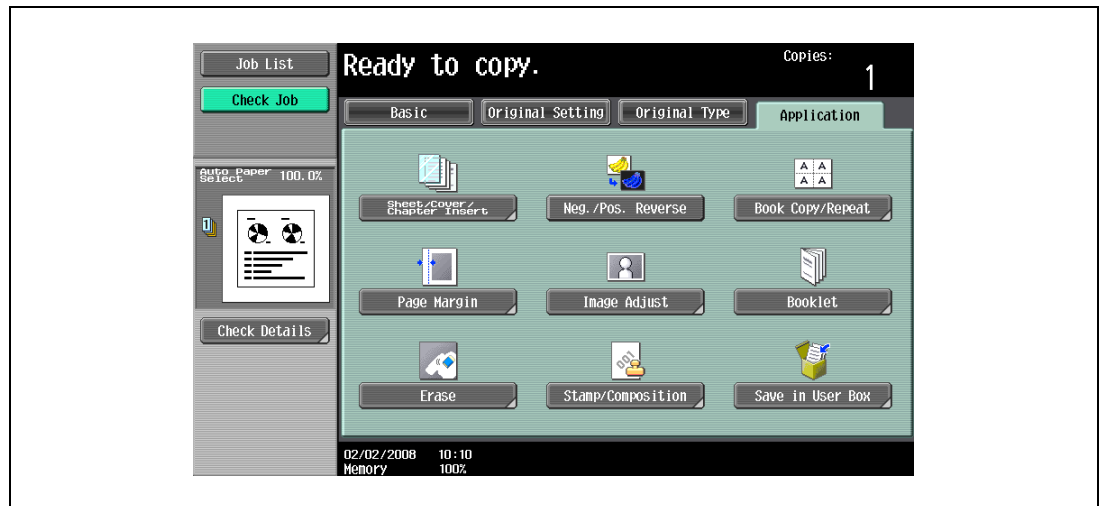 Job List
Check Job
Ready to copy.
Copies:
1
Basic
Original Setting
Original Type
Application
Auto Paper
Select
100.0%
1
Sheet/Cover/
Chapter Insert
Neg./Pos. Reverse
A A
A A
Book Copy/Repeat
Page Margin
Image Adjust
Booklet
Check Details
001
Erase
Stamp/Composition
Save in User Box
02/02/2008 10:10
Memory 100%